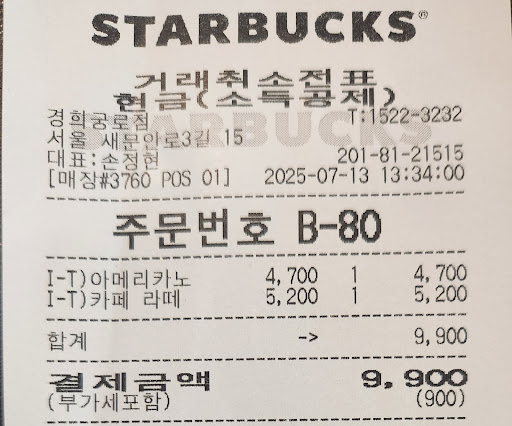 STARBUCKS®
거래취소전표
현금(소득공제)
경희궁로점 T:1522-3232
서울 새문안로3길 15
대표:손정현 201-81-21515
[매장#3760 POS 01] 2025-07-13 13:34:00
주문번호 B-80
I-T)아메리카노 4,700 1 4,700
I-T)카페 라떼 5,200 1 5,200
합계 -> 9,900
결제금액 9,900
(부가세포함) (900)